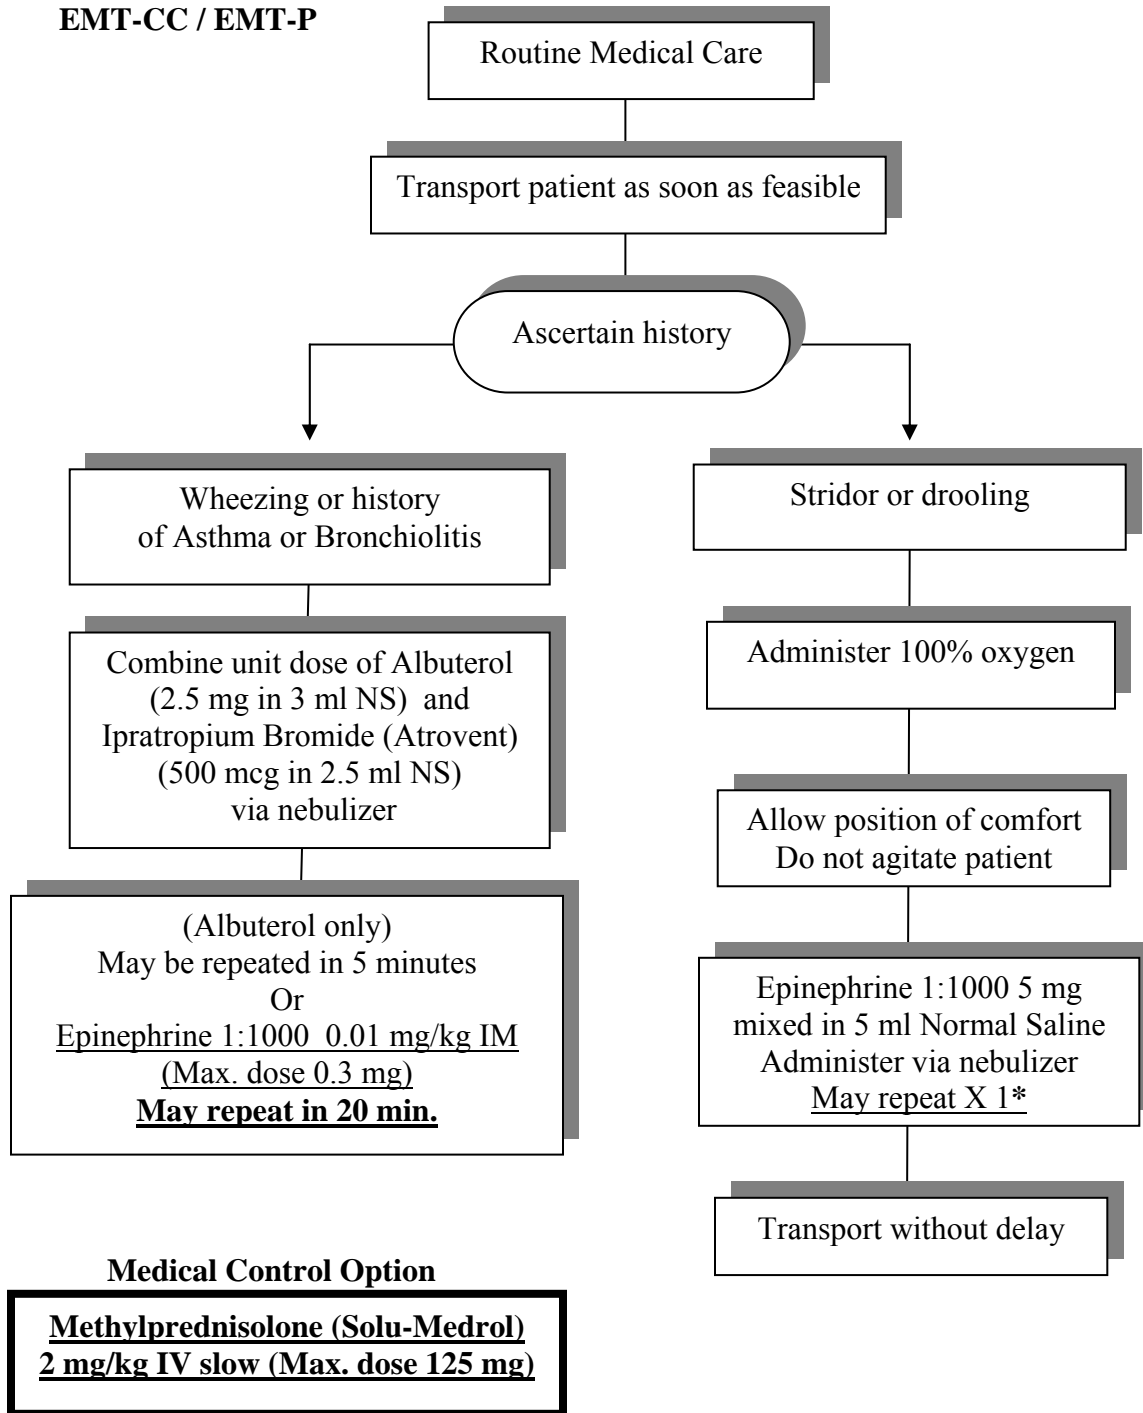 EMT-CC / EMT-P
Routine Medical Care
Transport patient as soon as feasible
Ascertain history
Wheezing or history
of Asthma or Bronchiolitis
Combine unit dose of Albuterol
(2.5 mg in 3 ml NS) and
Ipratropium Bromide (Atrovent)
(500 mcg in 2.5 ml NS)
via nebulizer
(Albuterol only)
May be repeated in 5 minutes
Or
Epinephrine 1:1000 0.01 mg/kg IM
(Max. dose 0.3 mg)
May repeat in 20 min.
Medical Control Option
Methylprednisolone (Solu-Medrol)
2 mg/kg IV slow (Max. dose 125 mg)
Stridor or drooling
Administer 100% oxygen
Allow position of comfort
Do not agitate patient
Epinephrine 1:1000 5 mg
mixed in 5 ml Normal Saline
Administer via nebulizer
May repeat X 1*
Transport without delay